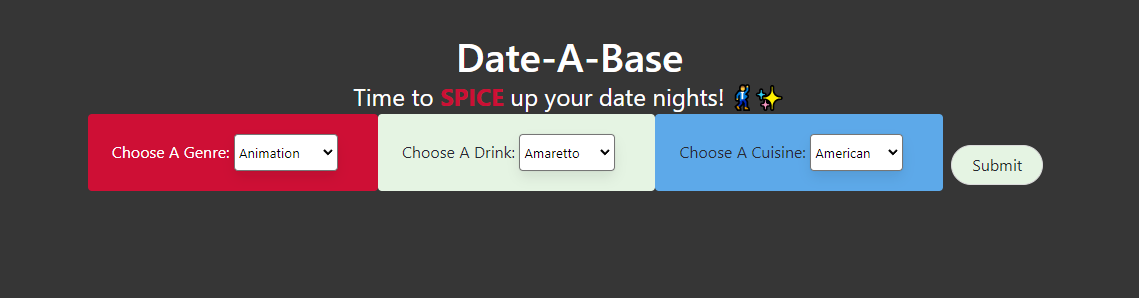 Date-A-Base
Time to SPICE up your date nights! 🕺✨
Choose A Genre: Animation Choose A Drink: Amaretto Choose A Cuisine: American
Submit